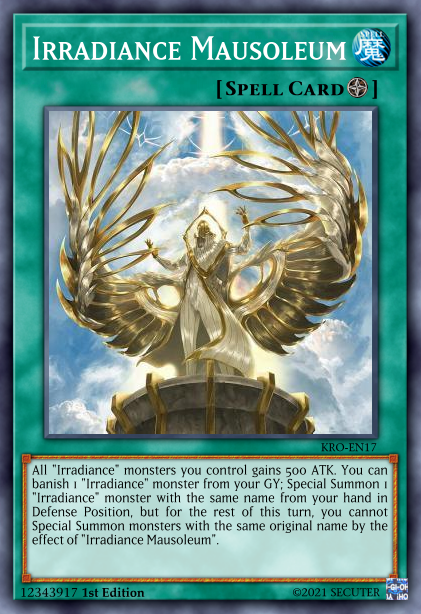 IRRADIANCE MAUSOLEUM 魔
[SPELL CARD]
KRO-EN17
All "Irradiance" monsters you control gains 500 ATK. You can
banish 1 "Irradiance" monster from your GY; Special Summon 1
"Irradiance" monster with the same name from your hand in
Defense Position, but for the rest of this turn, you cannot
Special Summon monsters with the same original name by the
effect of "Irradiance Mausoleum".
12343917 1st Edition ©2021 SECUTER